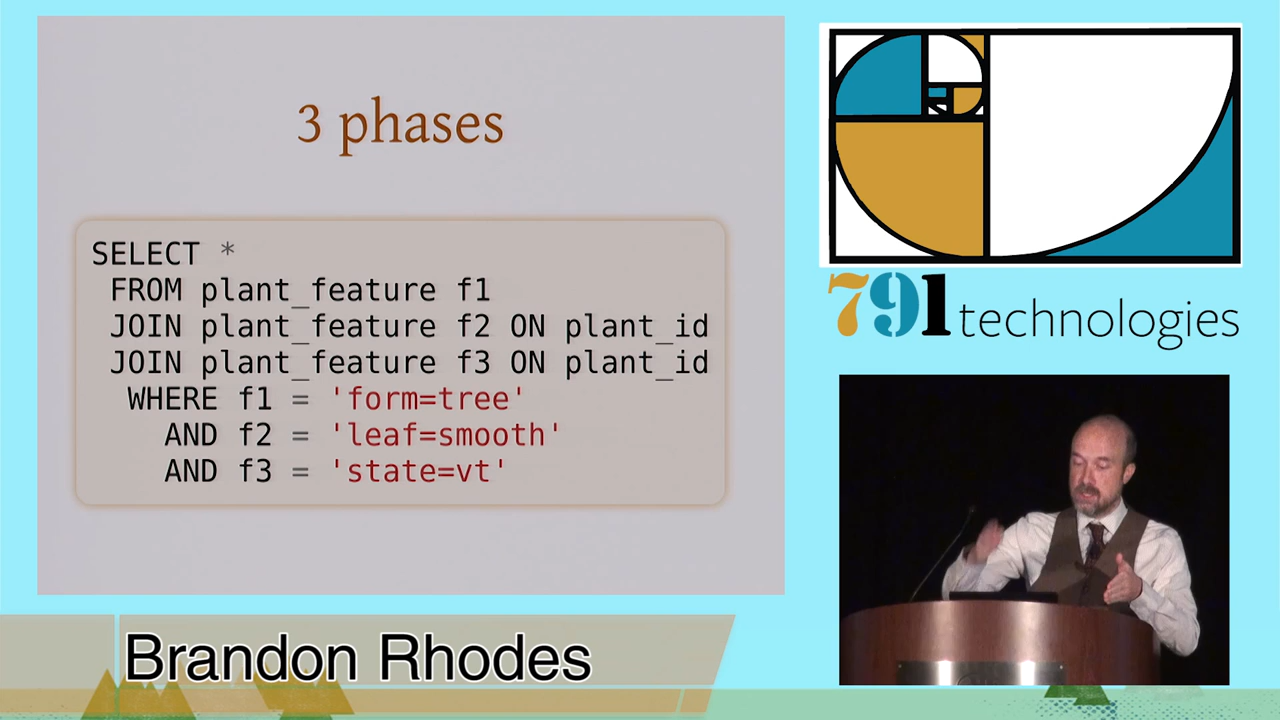 3 phases
SELECT *
FROM plant_feature f1
JOIN plant_feature f2 ON plant_id
JOIN plant_feature f3 ON plant_id
WHERE f1 = 'form=tree'
AND f2 = 'leaf=smooth'
AND f3 = 'state=vt'
791 technologies
Brandon Rhodes